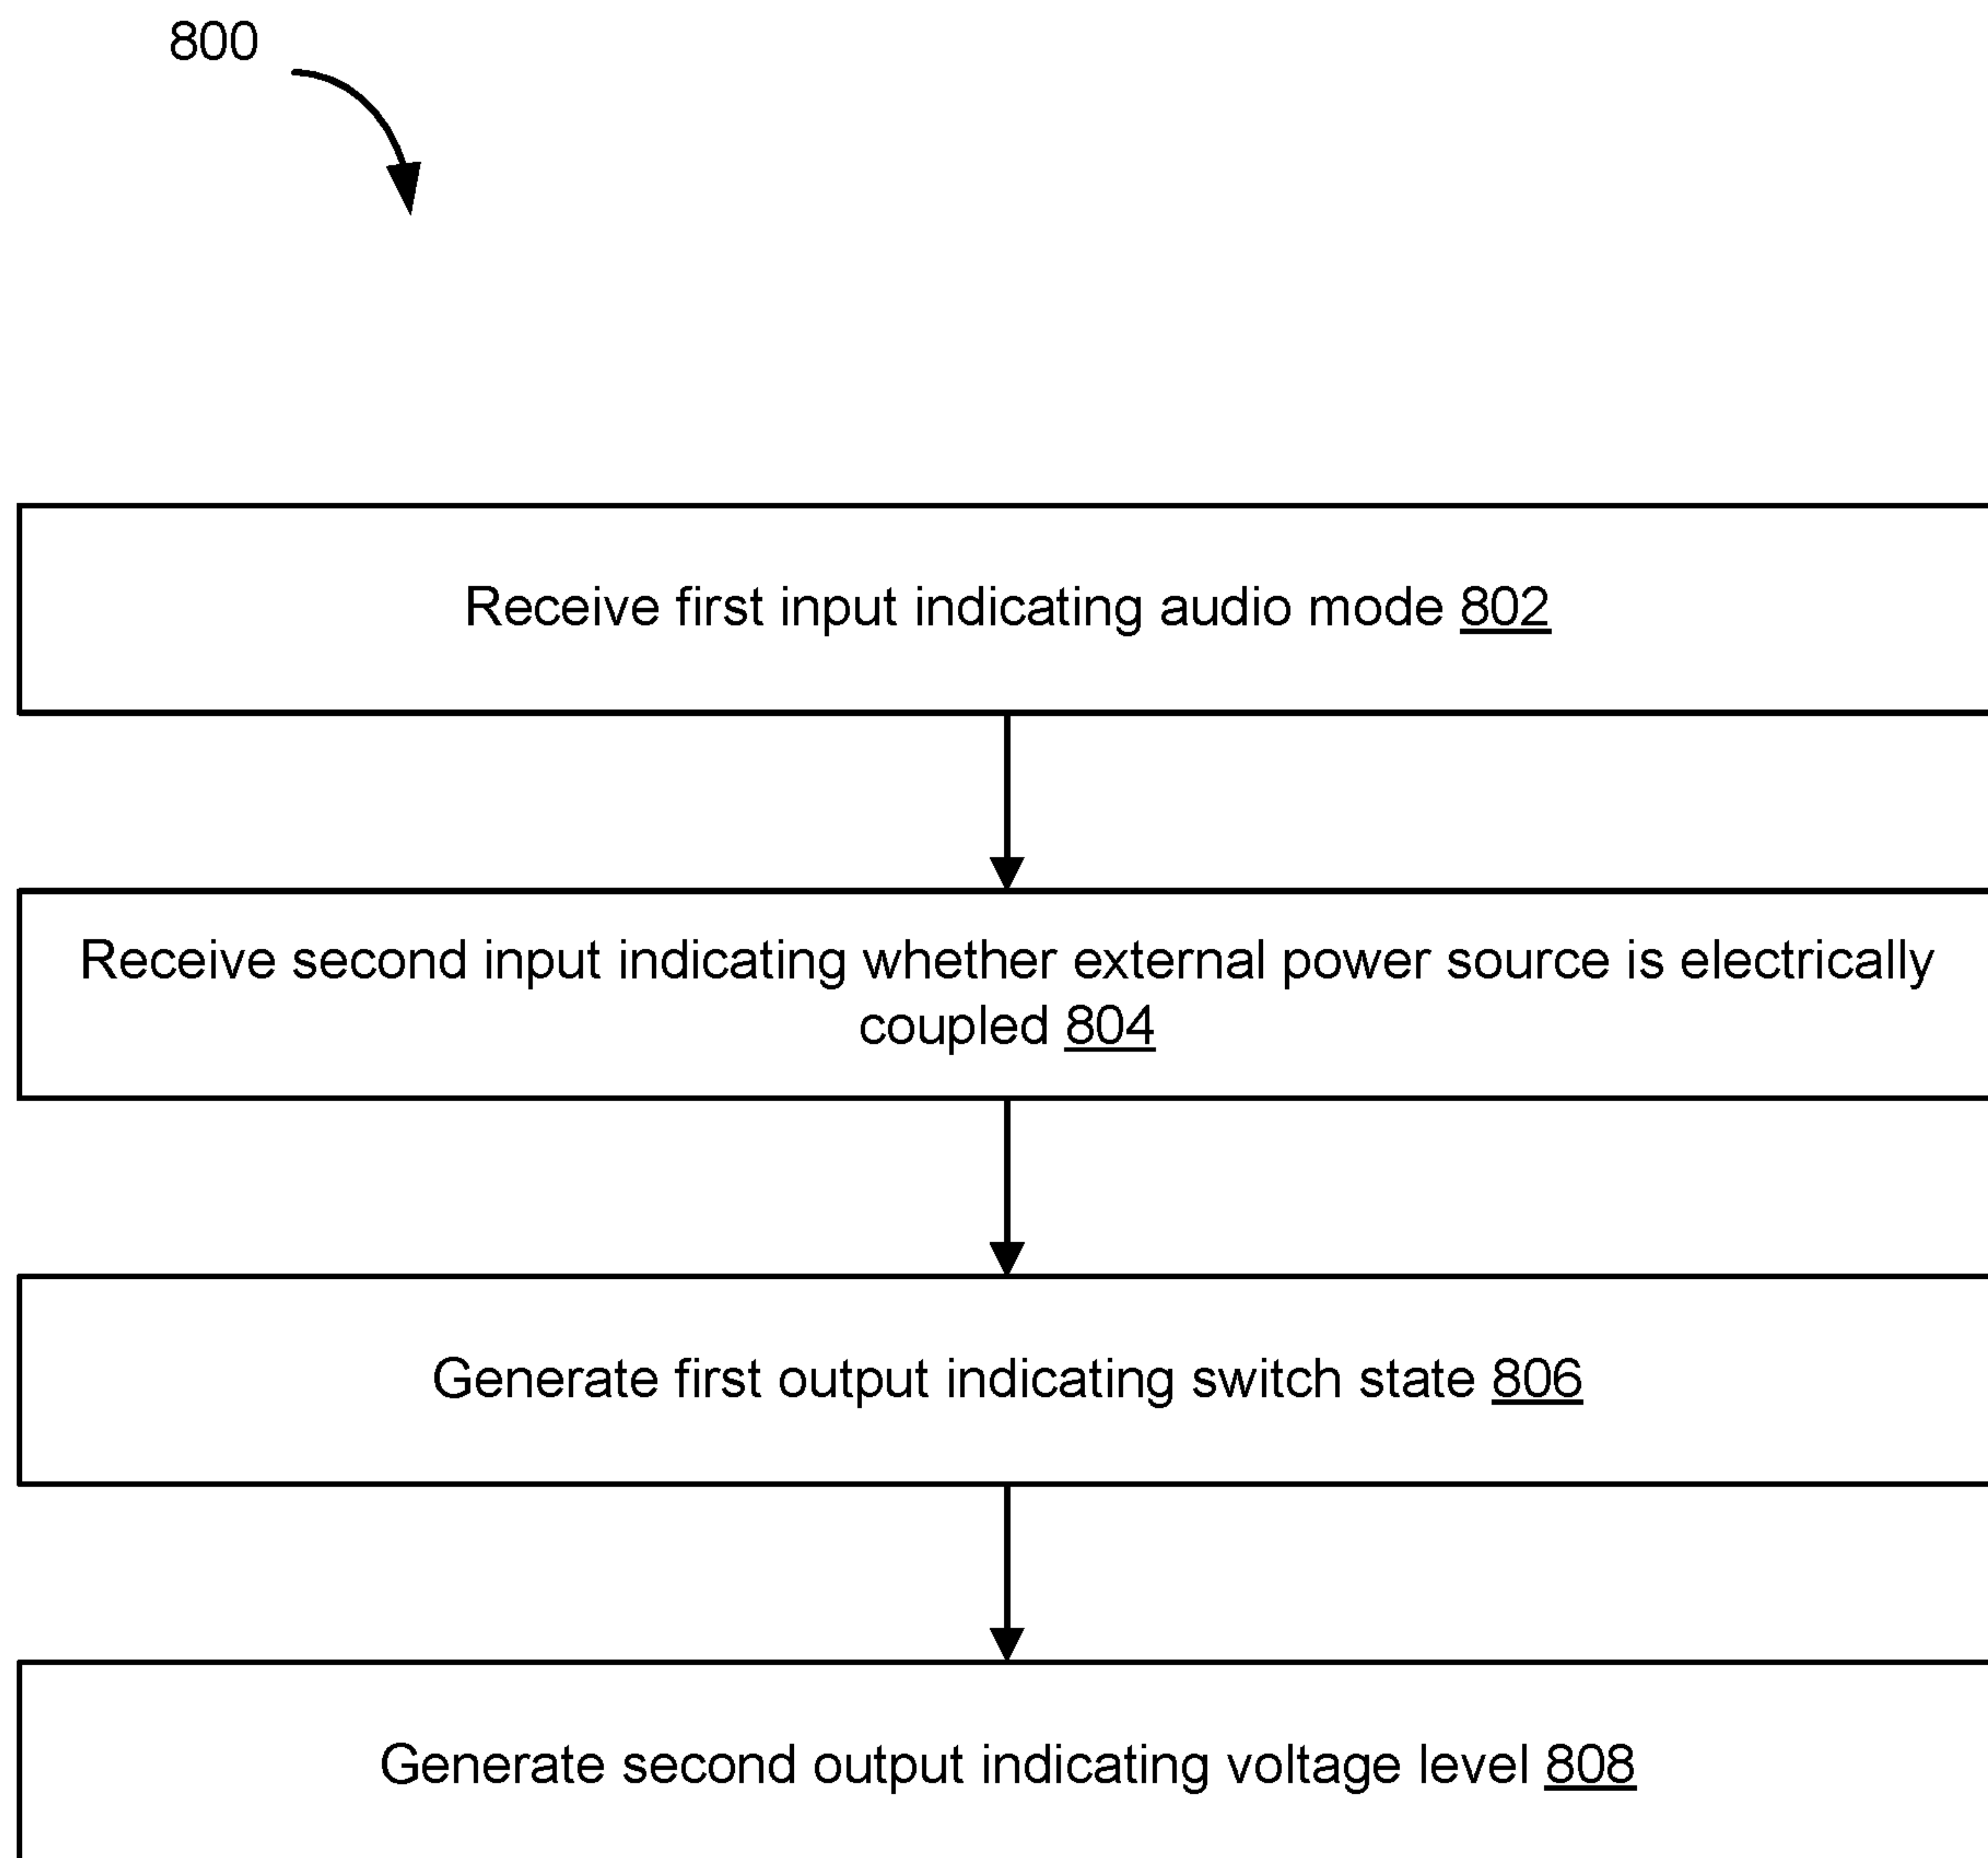 800
Receive first input indicating audio mode 802
Receive second input indicating whether external power source is electrically
coupled 804
Generate first output indicating switch state 806
Generate second output indicating voltage level 808